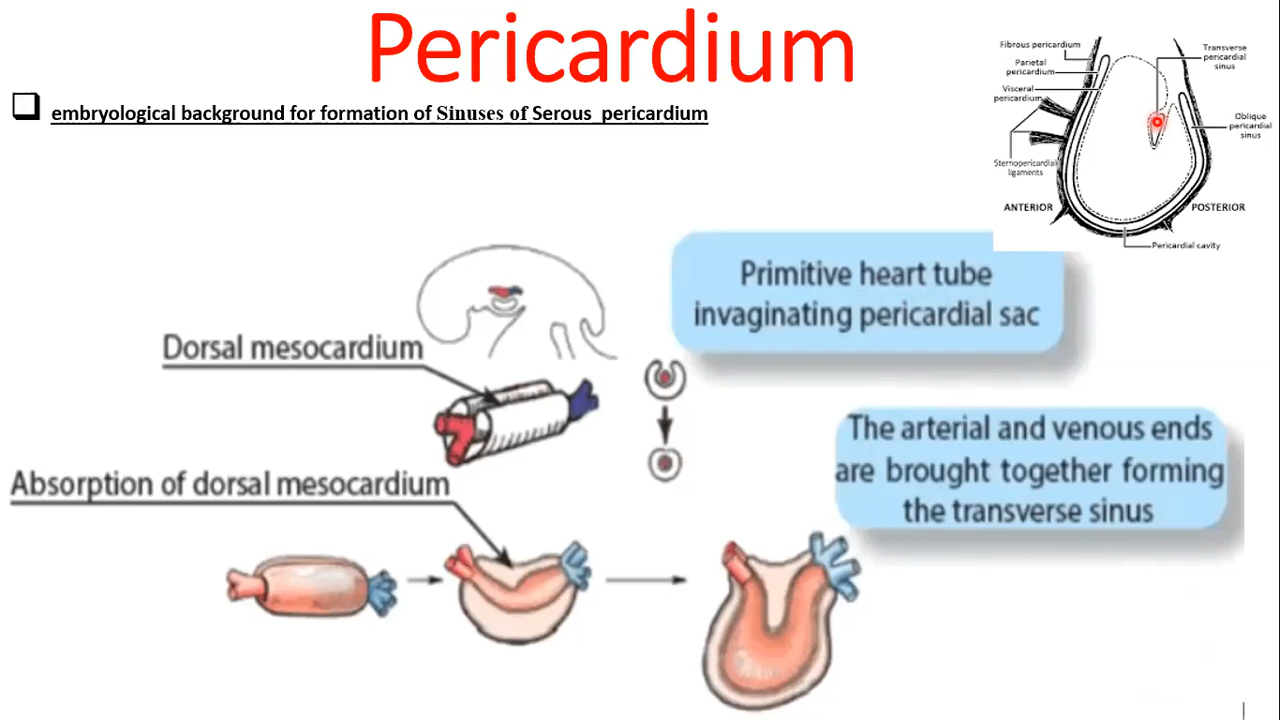 Pericardium
embryological background for formation of Sinuses of Serous pericardium
Fibrous pericardium
Parietal
pericardium
Visceral
pericardium
Sternopericardial
ligaments
ANTERIOR
Transverse
pericardial
sinus
Oblique
pericardial
sinus
POSTERIOR
Pericardial cavity
Primitive heart tube
invaginating pericardial sac
Dorsal mesocardium
The arterial and venous ends
are brought together forming
the transverse sinus
Absorption of dorsal mesocardium